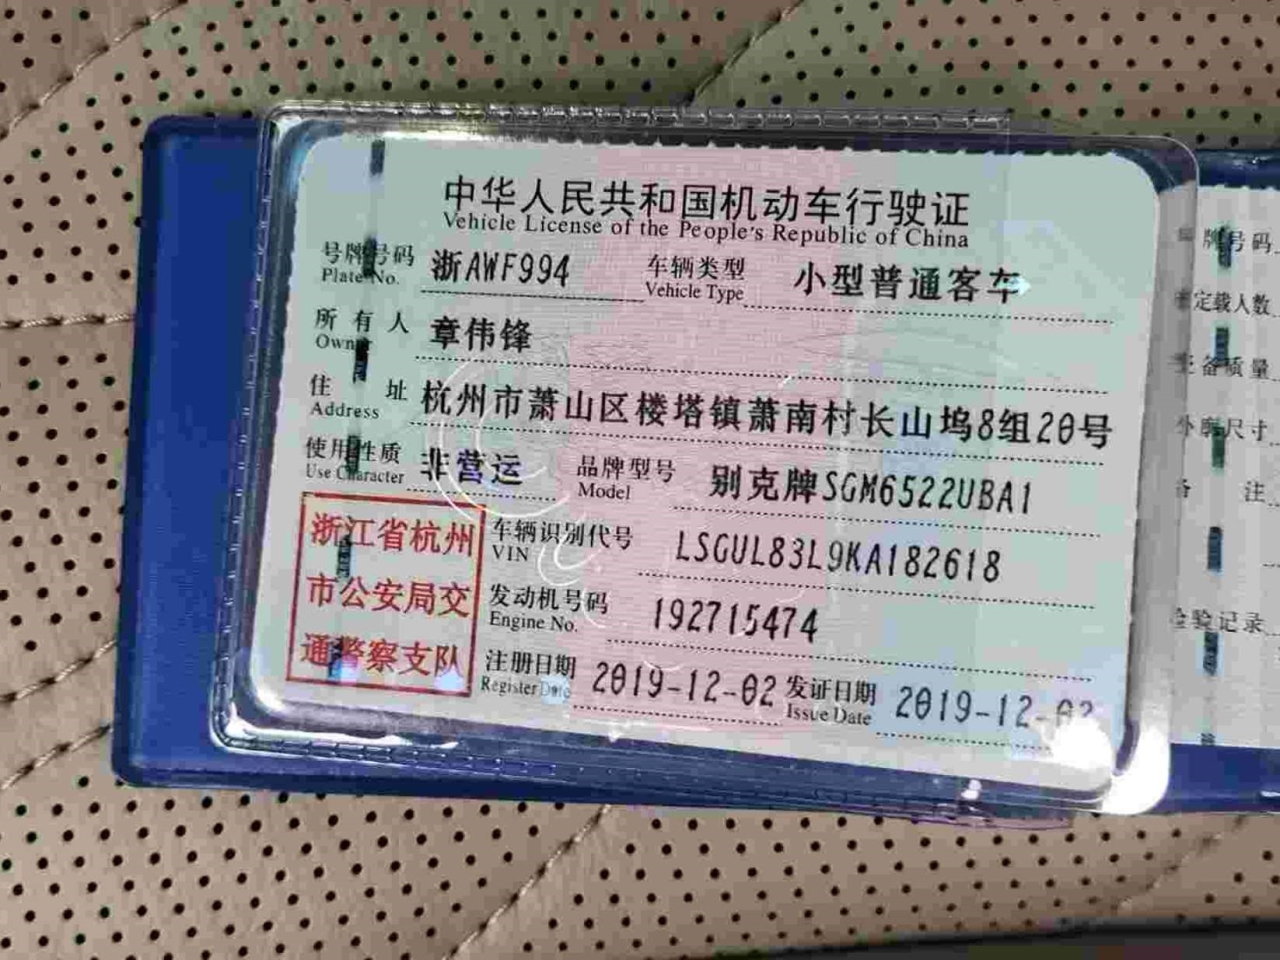 中华人民共和国机动车行驶证
Vehicle License of the People's Republic of China
号牌号码 浙AWF994 车辆类型 小型普通客车
Plate No. Vehicle Type
所有人 章伟锋
Owner
住址 杭州市萧山区楼塔镇萧南村长山坞8组20号
Address
使用性质 非营运 品牌型号 别克牌SGM6522UBA1
Use Character Model
浙江省杭州
市公安局交
通警察支队
车辆识别代号 LSGUL83L9KA182618
VIN
发动机号码 192715474
Engine No.
注册日期 2019-12-02 发证日期 2019-12-02
Register Date Issue Date
牌号码
定载人数
备质量
外廓尺寸
注
检验记录